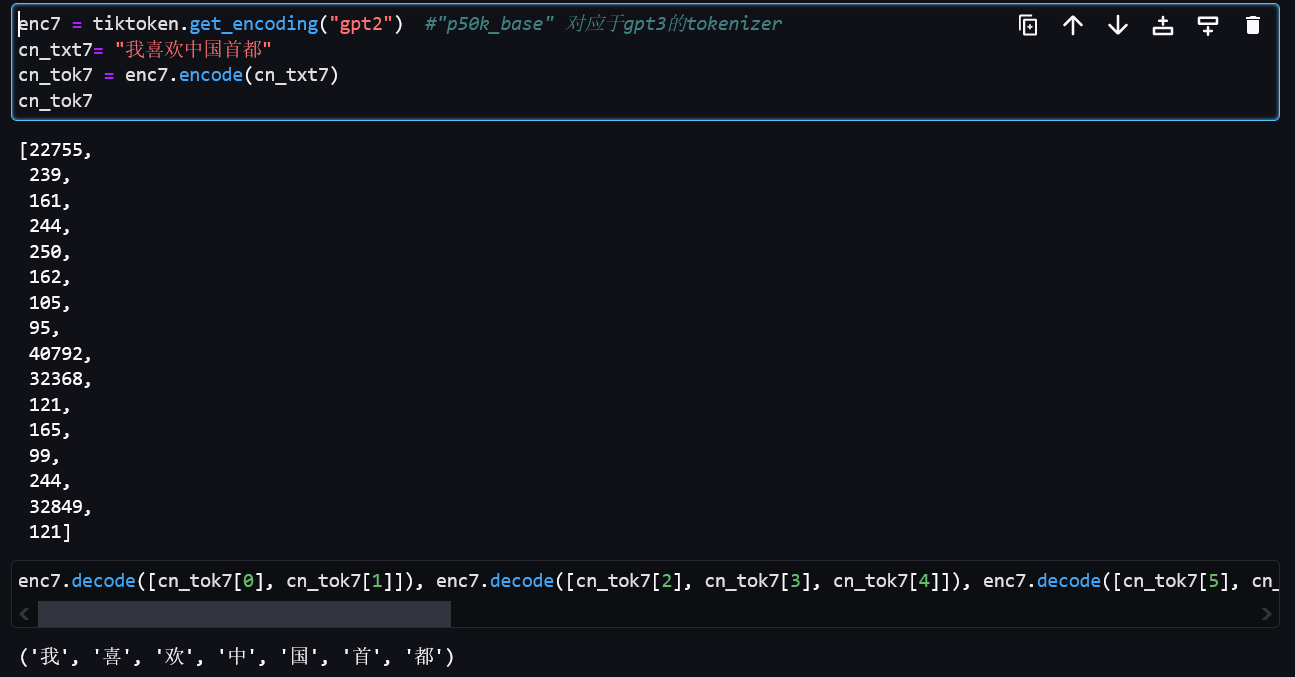 enc7 = tiktoken.get_encoding("gpt2")  #"p50k_base" 对应于gpt3的tokenizer
cn_txt7= "我喜欢中国首都"
cn_tok7 = enc7.encode(cn_txt7)
cn_tok7
[22755,
 239,
 161,
 244,
 250,
 162,
 105,
 95,
 40792,
 32368,
 121,
 165,
 99,
 244,
 32849,
 121]
enc7.decode([cn_tok7[0], cn_tok7[1]]), enc7.decode([cn_tok7[2], cn_tok7[3], cn_tok7[4]]), enc7.decode([cn_tok7[5], cn_
('我', '喜', '欢', '中', '国', '首', '都')